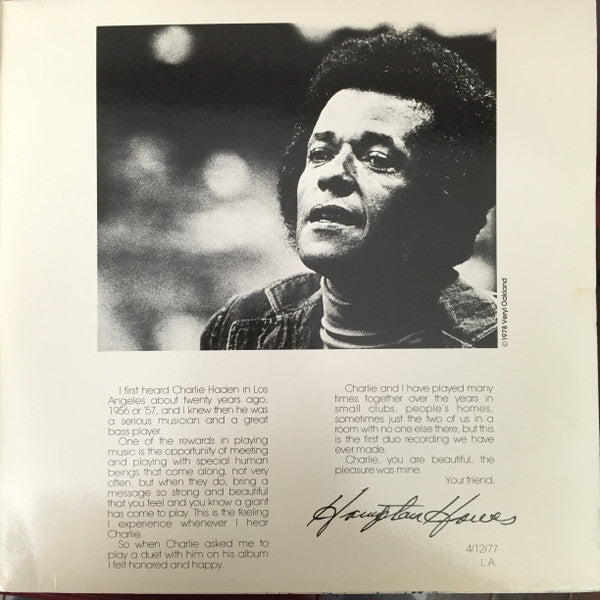 ©1978 Veryl Oakland
I first heard Charlie Haden in Los
Angeles about twenty years ago,
1956 or '57, and I knew then he was
a serious musician and a great
bass player.
One of the rewards in playing
music is the opportunity of meeting
and playing with special human
beings that come along, not very
often, but when they do, bring a
message so strong and beautiful
that you feel and you know a giant
has come to play. This is the feeling
I experience whenever I hear
Charlie.
So when Charlie asked me to
play a duet with him on his album
I felt honored and happy.
Charlie and I have played many
times together over the years in
small clubs, people's homes,
sometimes just the two of us in a
room with no one else there, but this
is the first duo recording we have
ever made.
Charlie, you are beautiful, the
pleasure was mine.
Your friend,
Hampton Hawes
4/12/77
L.A.